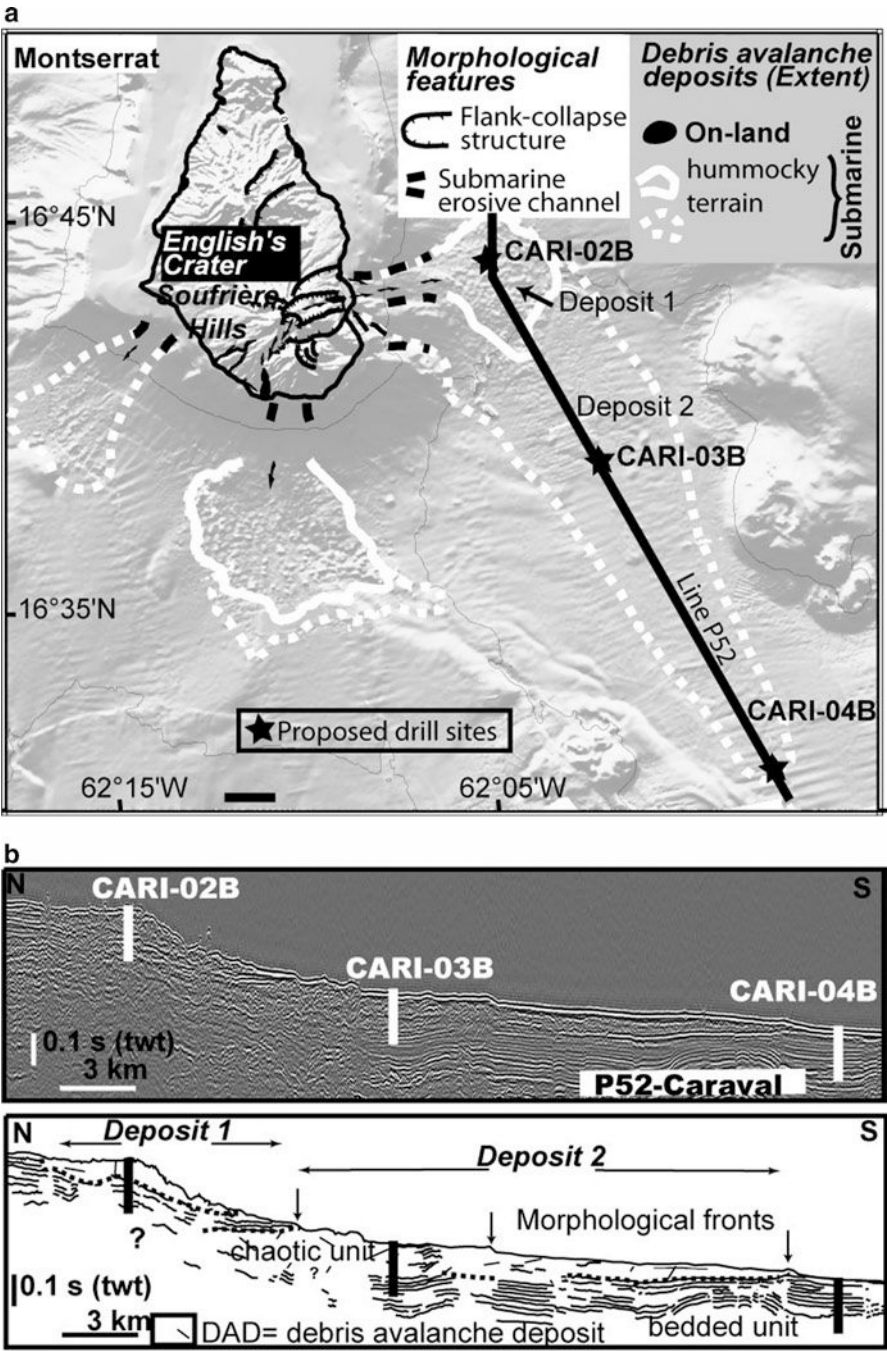 a
Montserrat
Morphological
features
Flank-collapse
structure
Submarine
erosive channel
Debris avalanche
deposits (Extent)
On-land
hummocky
terrain
Submarine
16°45'N
English's
Crater
Soufrière
Hills
CARI-02B
Deposit 1
Deposit 2
CARI-03B
16°35'N
Line P52
CARI-04B
Proposed drill sites
62°15'W
62°05'W
b
N
S
CARI-02B
CARI-03B
CARI-04B
0.1 s (twt)
3 km
P52-Caraval
N
Deposit 1
S
Deposit 2
Morphological fronts
?
chaotic unit
?
0.1 s (twt)
3 km
DAD= debris avalanche deposit
bedded unit